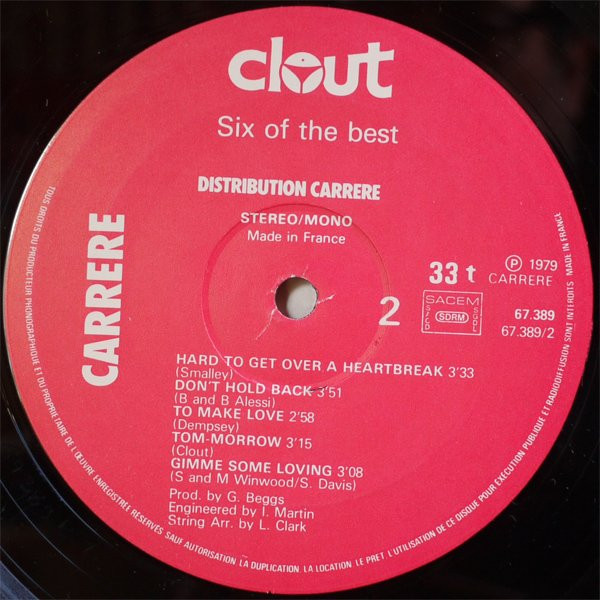 clout
Six of the best
DISTRIBUTION CARRERE
STEREO/MONO
Made in France
CARRERE
33 t
℗ 1979
CARRERE
2
SACEM
SDRM
67.389
67.389/2
HARD TO GET OVER A HEARTBREAK 3'33
(Smalley)
DON'T HOLD BACK 3'51
(B and B Alessi)
TO MAKE LOVE 2'58
(Dempsey)
TOM-MORROW 3'15
(Clout)
GIMME SOME LOVING 3'08
(S and M Winwood/S. Davis)
Prod. by G. Beggs
Engineered by I. Martin
String Arr. by L. Clark
TOUS DROITS DU PRODUCTEUR PHONOGRAPHIQUE ET DU PROPRIETAIRE DE L'ŒUVRE ENREGISTRÉE RÉSERVÉS SAUF AUTORISATION LA DUPLICATION, LA LOCATION, LE PRET, L'UTILISATION DE CE DISQUE POUR EXÉCUTION PUBLIQUE ET RADIODIFFUSION SONT INTERDITS MADE IN FRANCE